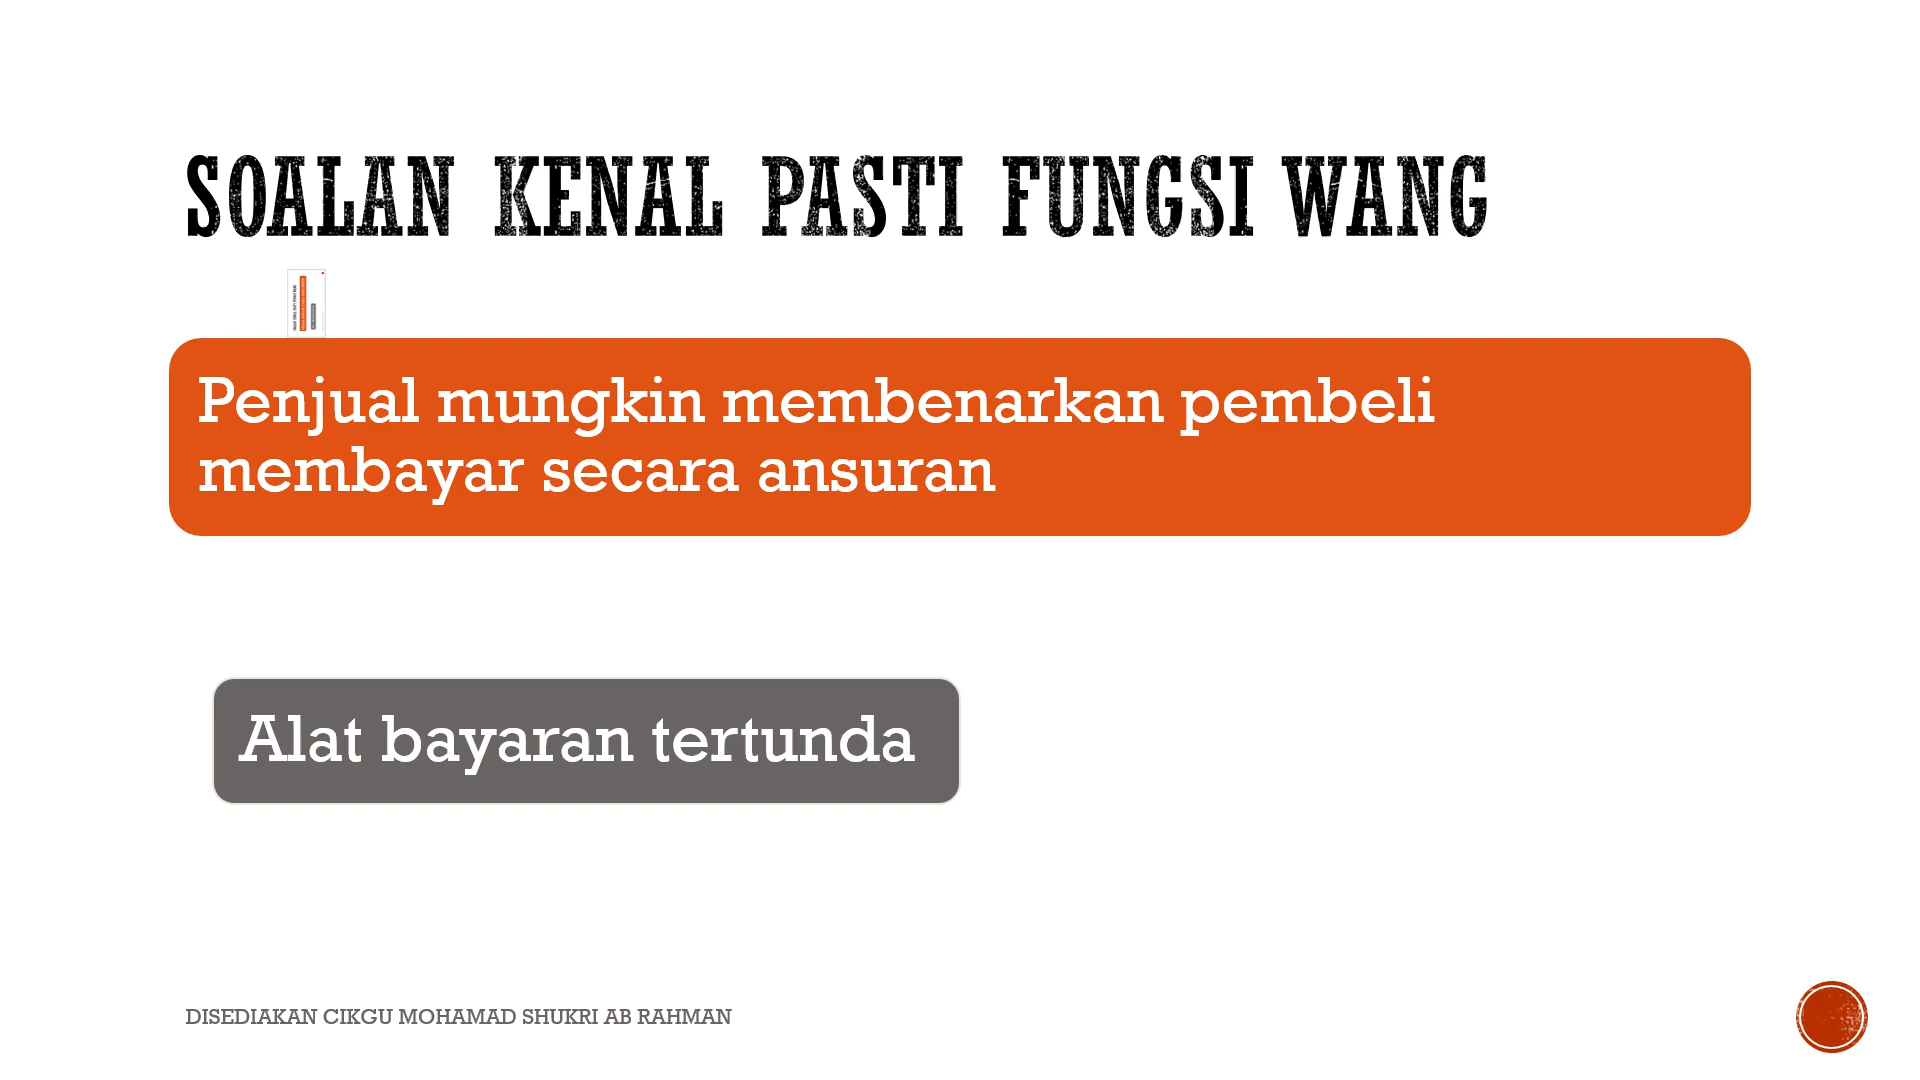 SOALAN KENAL PASTI FUNGSI WANG
Penjual mungkin membenarkan pembeli
membayar secara ansuran
Alat bayaran tertunda
DISEDIAKAN CIKGU MOHAMAD SHUKRI AB RAHMAN